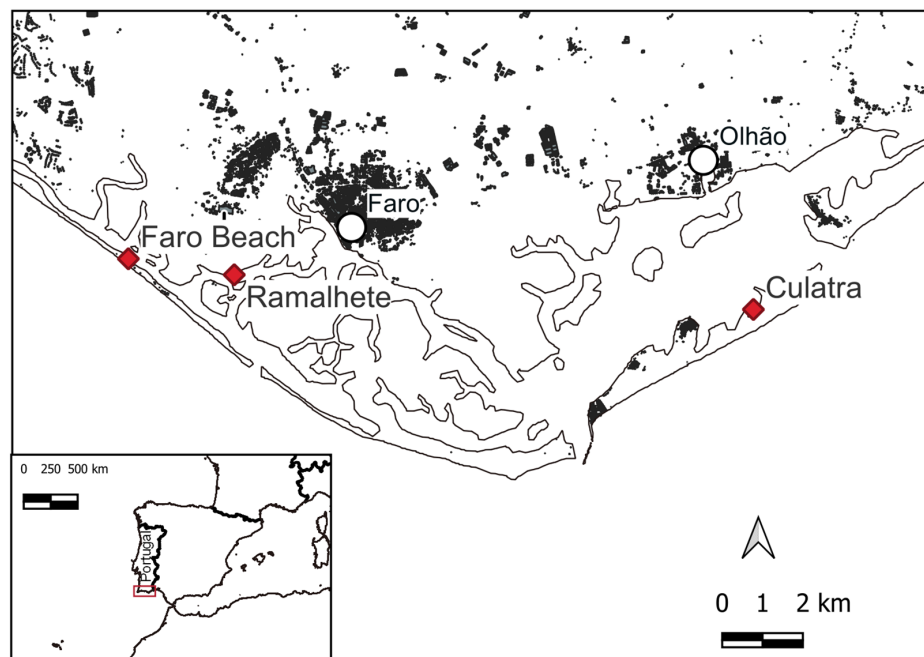 Olhão
Faro
Faro Beach
Ramalhete
Culatra
0 250 500 km
Portugal
0 1 2 km